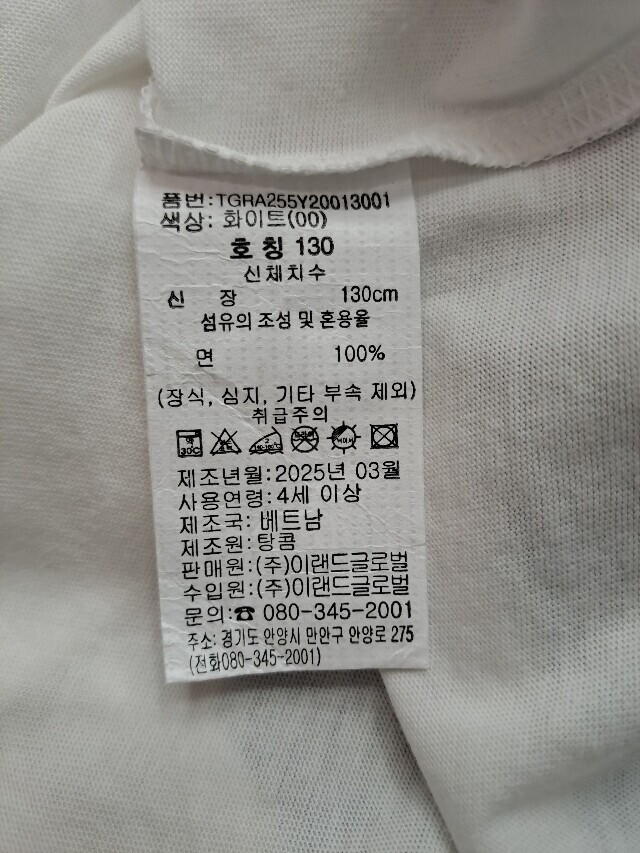 품번:TGRA255Y20013001
색상: 화이트(00)
호칭 130
신체치수
신 장 130cm
섬유의 조성 및 혼용율
면 100%
(장식, 심지, 기타 부속 제외)
취급주의
약 30℃
제조년월:2025년 03월
사용연령:4세 이상
제조국:베트남
제조원:탕콤
판매원:(주)이랜드글로벌
수입원:(주)이랜드글로벌
문의:☎ 080-345-2001
주소: 경기도 안양시 만안구 안양로 275
(전화080-345-2001)